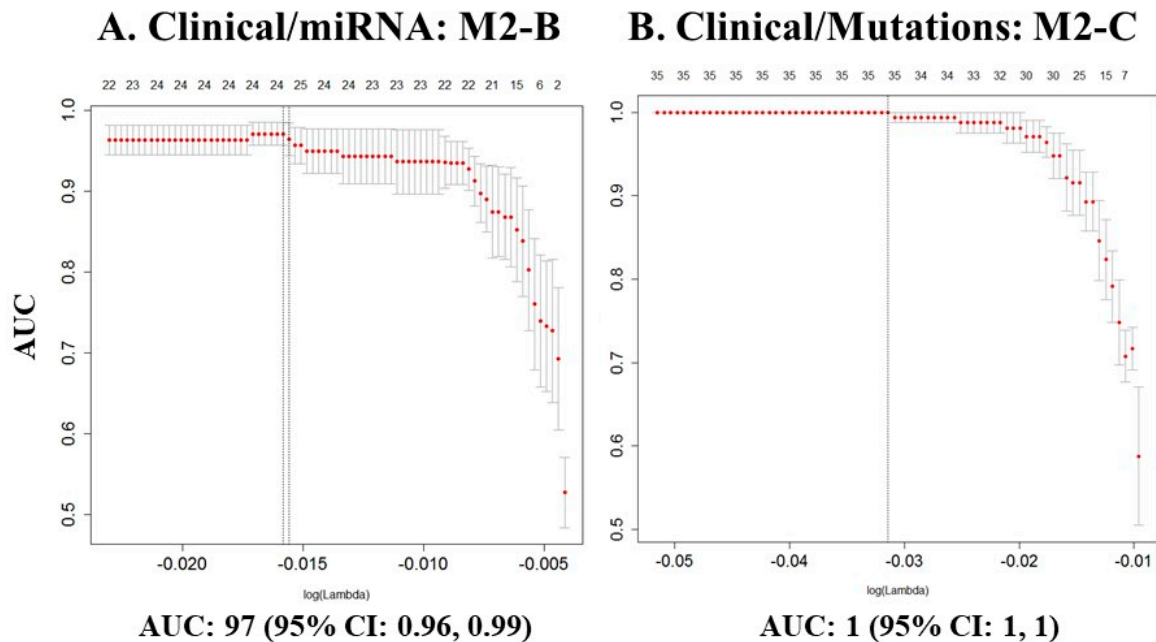 A. Clinical/miRNA: M2-B
B. Clinical/Mutations: M2-C
22 23 24 24 24 24 24 24 25 24 24 23 23 23 22 22 21 15 6 2
35 35 35 35 35 35 35 35 35 35 34 34 33 32 30 30 25 15 7
AUC
1.0
0.9
0.8
0.7
0.6
0.5
1.0
0.9
0.8
0.7
0.6
0.5
-0.020 -0.015 -0.010 -0.005
-0.05 -0.04 -0.03 -0.02 -0.01
log(Lambda)
log(Lambda)
AUC: 97 (95% CI: 0.96, 0.99)
AUC: 1 (95% CI: 1, 1)